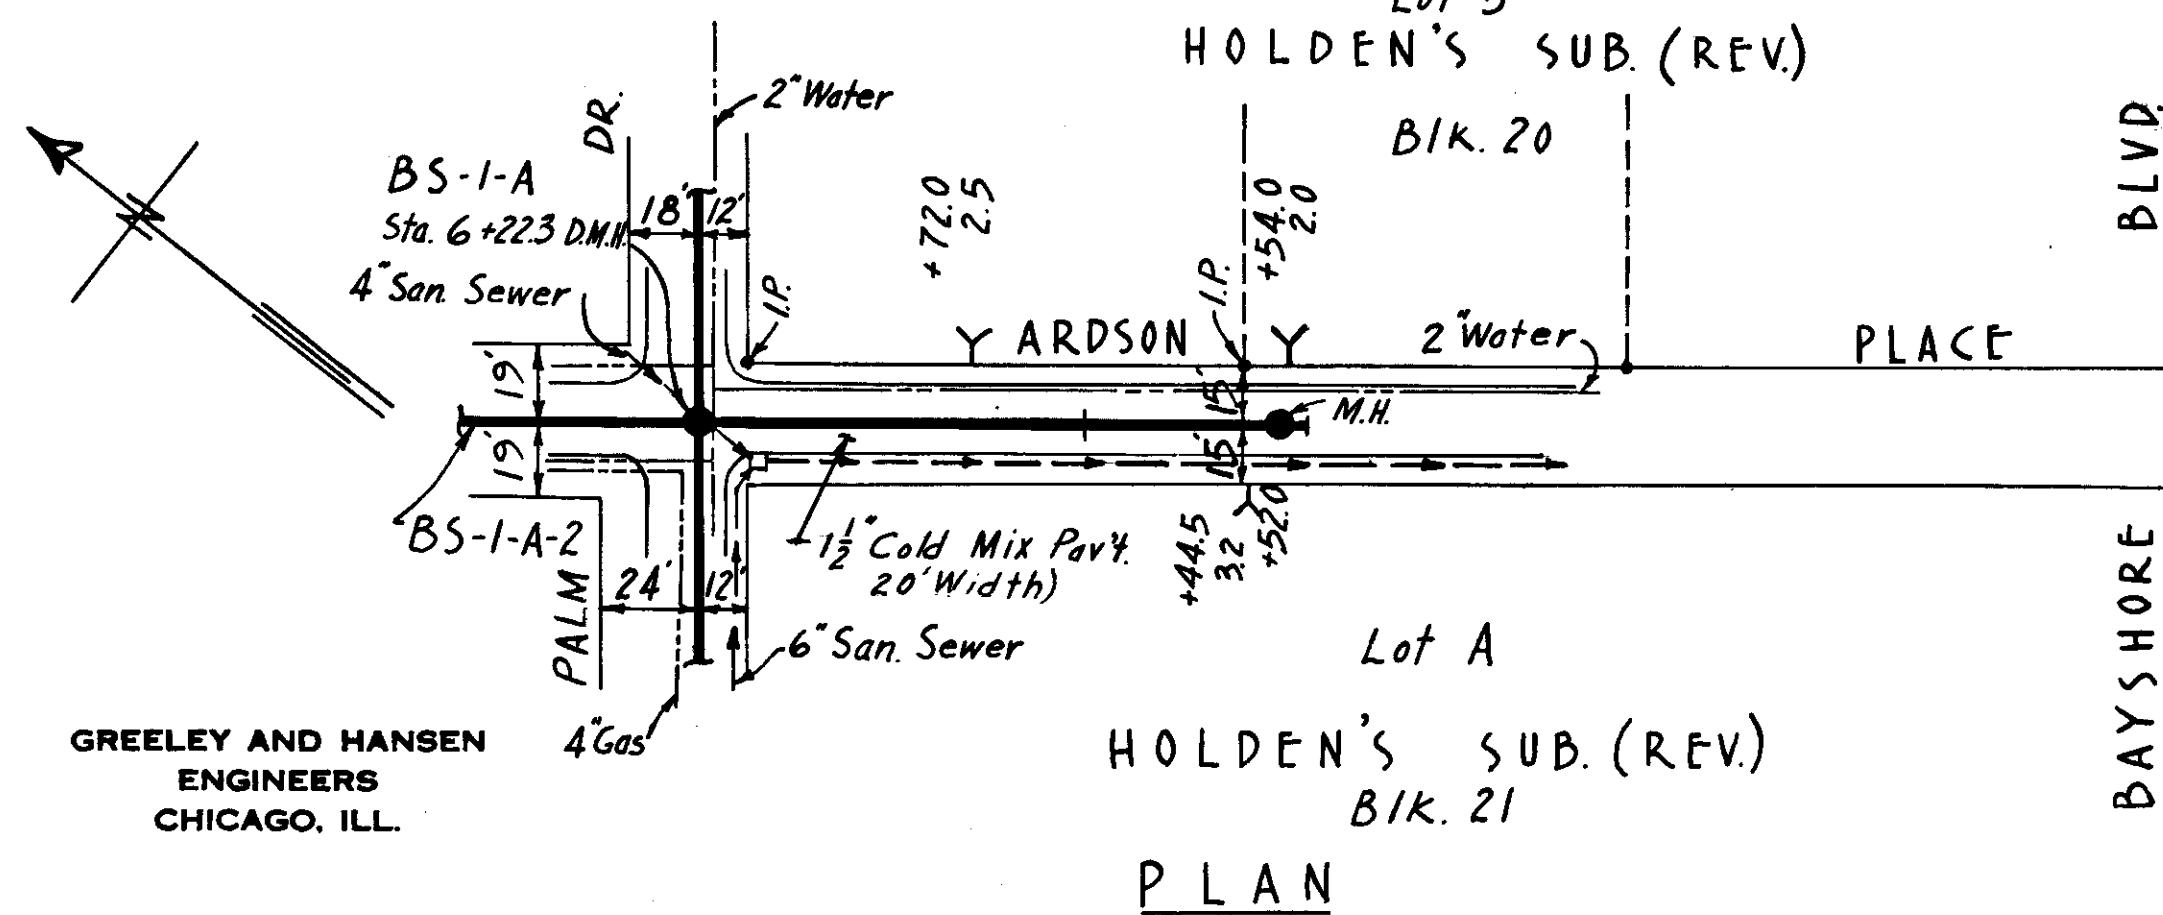 Lot 5
HOLDEN'S SUB. (REV.)
Blk. 20
2" Water
DR.
BLVD.
BS-1-A
Sta. 6+22.3 D.M.H.
18' 12'
+72.0
2.5
+54.0
2.0
4" San. Sewer
I.P.
I.P.
N
ARDSON PLACE
2" Water
19'
15'
M.H.
19'
15'
BS-1-A-2
1 1/2" Cold Mix Pav't.
20' Width)
+44.5
3.2
+52.0
PALM
24' 12'
BAYSHORE
6" San. Sewer
Lot A
4" Gas
GREELEY AND HANSEN
ENGINEERS
CHICAGO, ILL.
HOLDEN'S SUB. (REV.)
Blk. 21
PLAN